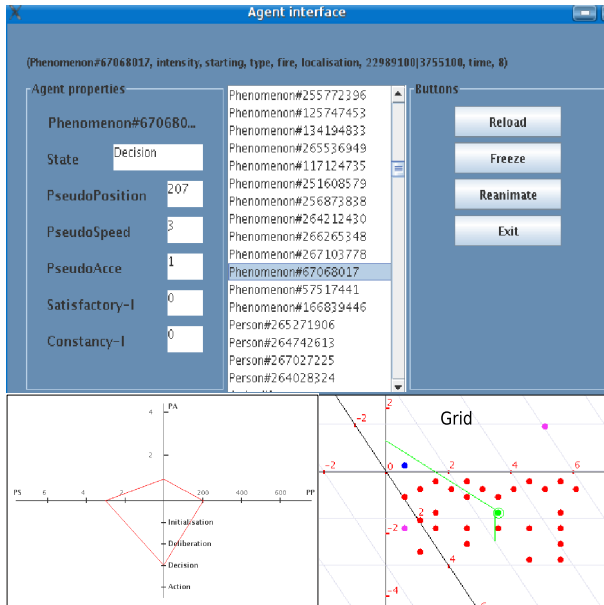 Agent interface
(Phenomenon#67068017, intensity, starting, type, fire, localisation, 22989100|3755100, time, 8)
Agent properties
Phenomenon#670680...
State Decision
PseudoPosition 207
PseudoSpeed 3
PseudoAcce 1
Satisfactory-I 0
Constancy-I 0
Phenomenon#255772396
Phenomenon#125747453
Phenomenon#134194833
Phenomenon#265536949
Phenomenon#117124735
Phenomenon#251608579
Phenomenon#256873838
Phenomenon#264212430
Phenomenon#266265348
Phenomenon#267103778
Phenomenon#67068017
Phenomenon#57517441
Phenomenon#166839446
Person#265271906
Person#264742613
Person#267027225
Person#264028324
Buttons
Reload
Freeze
Reanimate
Exit
PA
4
2
PS 6 4 2 200 400 600 PP
Initialisation
Deliberation
Decision
Action
Grid
2
-2
-2 0 2 4 6
2
-2
4
-4
6